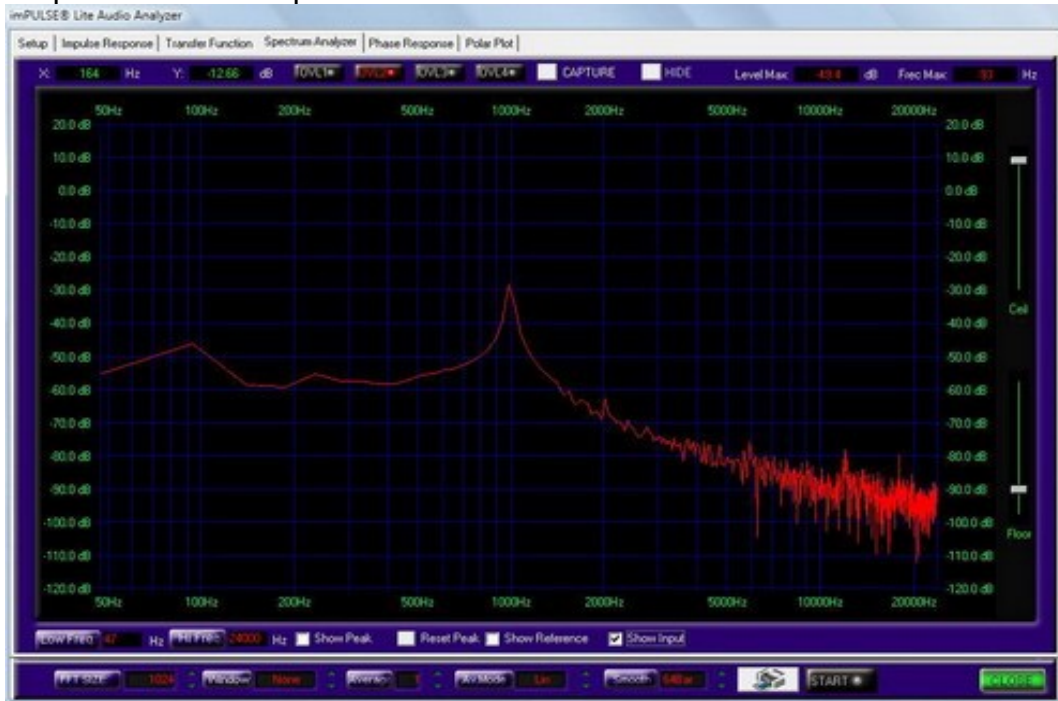 imPULSE® Lite Audio Analyzer
Setup | Impulse Response | Transfer Function | Spectrum Analyzer | Phase Response | Polar Plot |
X: -164 Hz Y: -12.66 dB OVL1 OVL2 OVL3 OVL4 CAPTURE HIDE Level Max: dB Frec Max: Hz
50Hz 100Hz 200Hz 500Hz 1000Hz 2000Hz 5000Hz 10000Hz 20000Hz
20.0 dB 20.0 dB
10.0 dB 10.0 dB
0.0 dB 0.0 dB
-10.0 dB -10.0 dB
-20.0 dB -20.0 dB
-30.0 dB -30.0 dB
Ceil
-40.0 dB -40.0 dB
-50.0 dB -50.0 dB
-60.0 dB -60.0 dB
-70.0 dB -70.0 dB
-80.0 dB -80.0 dB
-90.0 dB -90.0 dB
-100.0 dB -100.0 dB
Floor
-110.0 dB -110.0 dB
-120.0 dB -120.0 dB
50Hz 100Hz 200Hz 500Hz 1000Hz 2000Hz 5000Hz 10000Hz 20000Hz
Low Freq 47 Hz Hi Freq 24000 Hz Show Peak Reset Peak Show Reference Show Input
FFT SIZE 1024 Window None Average 1 Av Mode Lin Smooth START CLOSE